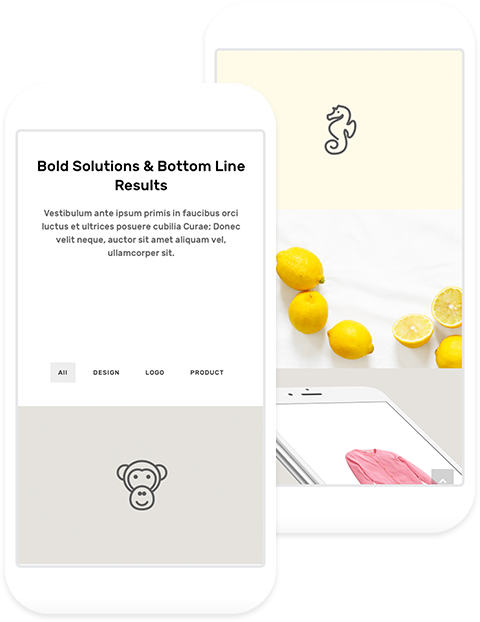 Bold Solutions & Bottom Line
Results
Vestibulum ante ipsum primis in faucibus orci
luctus et ultrices posuere cubilia Curae; Donec
velit neque, auctor sit amet aliquam vel,
ullamcorper sit.
All DESIGN LOGO PRODUCT